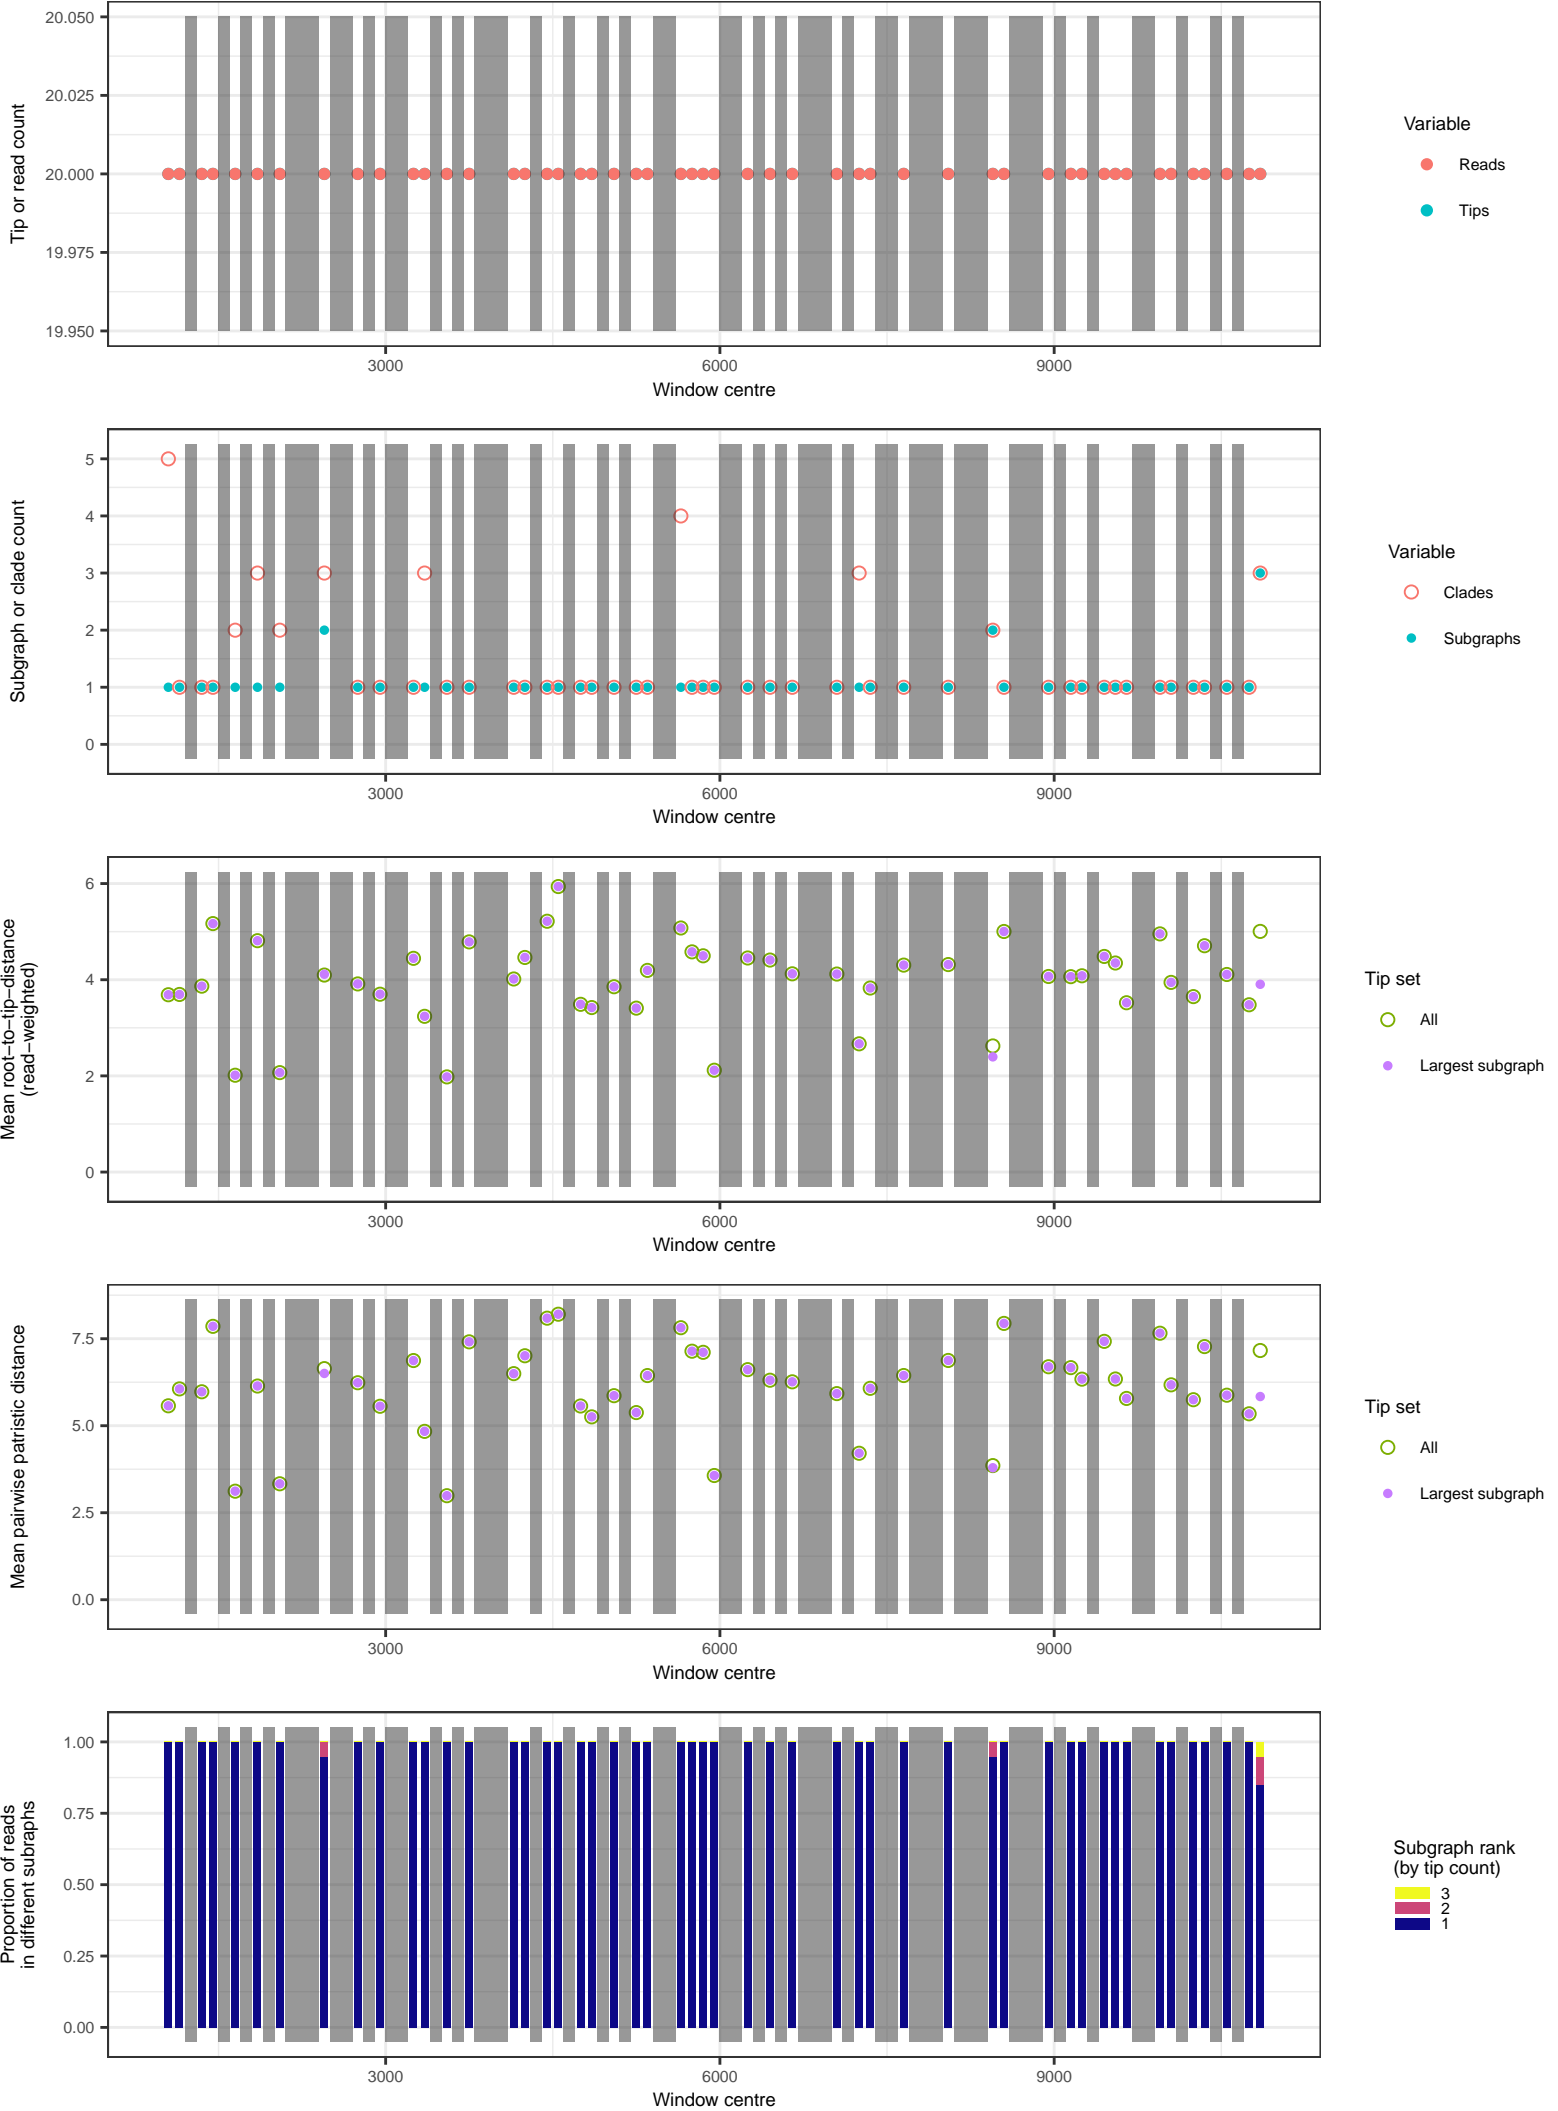 20.050
20.025
20.000
19.975
19.950
Tip or read count
3000
6000
9000
Window centre
Variable
Reads
Tips
5
4
3
2
1
0
Subgraph or clade count
3000
6000
9000
Window centre
Variable
Clades
Subgraphs
6
4
2
0
Mean root−to−tip−distance
(read−weighted)
3000
6000
9000
Window centre
Tip set
All
Largest subgraph
7.5
5.0
2.5
0.0
Mean pairwise patristic distance
3000
6000
9000
Window centre
Tip set
All
Largest subgraph
1.00
0.75
0.50
0.25
0.00
Proportion of reads
in different subraphs
3000
6000
9000
Window centre
Subgraph rank
(by tip count)
3
2
1